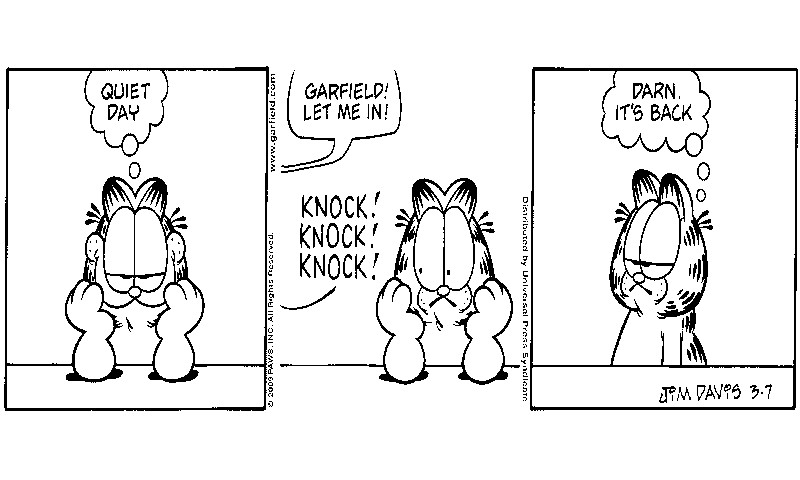 QUIET
DAY
www.garfield.com
© 2009 PAWS, INC. All Rights Reserved.
GARFIELD!
LET ME IN!
KNOCK!
KNOCK!
KNOCK!
Distributed by Universal Press Syndicate
DARN.
IT'S BACK
JIM DAVIS 3·7